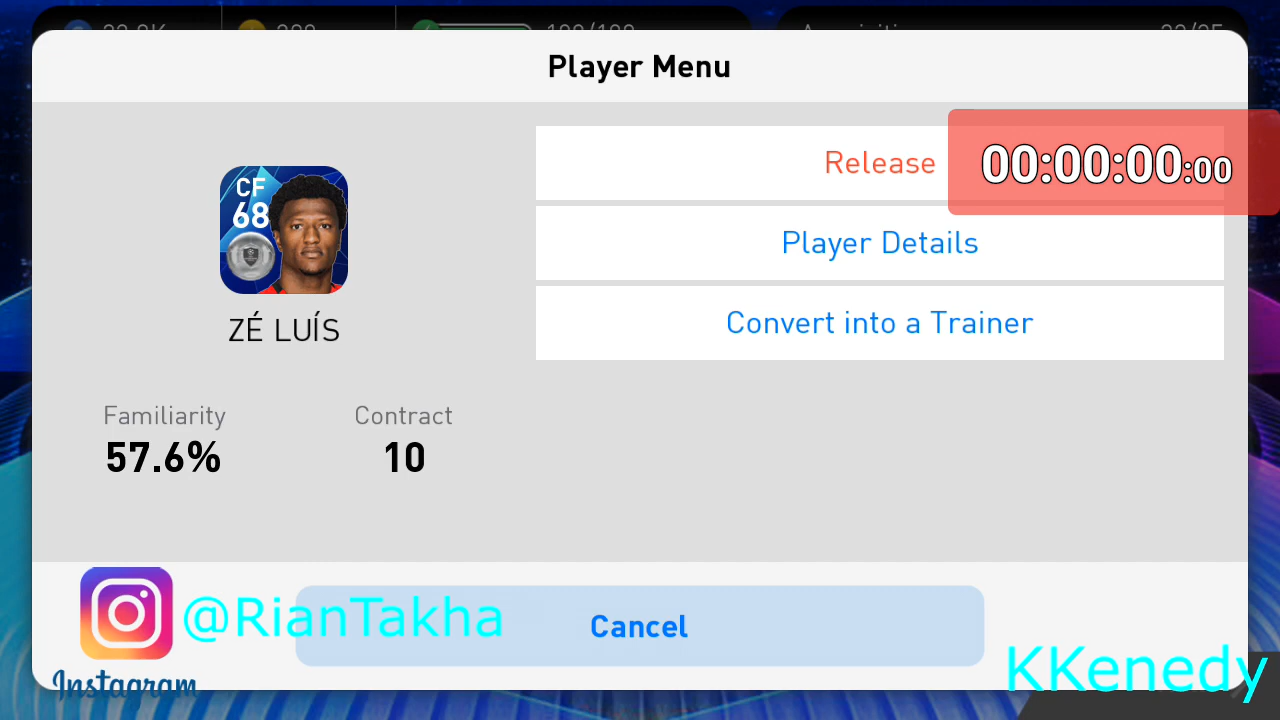 Player Menu
Release
00:00:00:00
CF
68
Player Details
Convert into a Trainer
ZÉ LUÍS
Familiarity
Contract
57.6%
10
@RianTakha
Cancel
Instagram
KKenedy